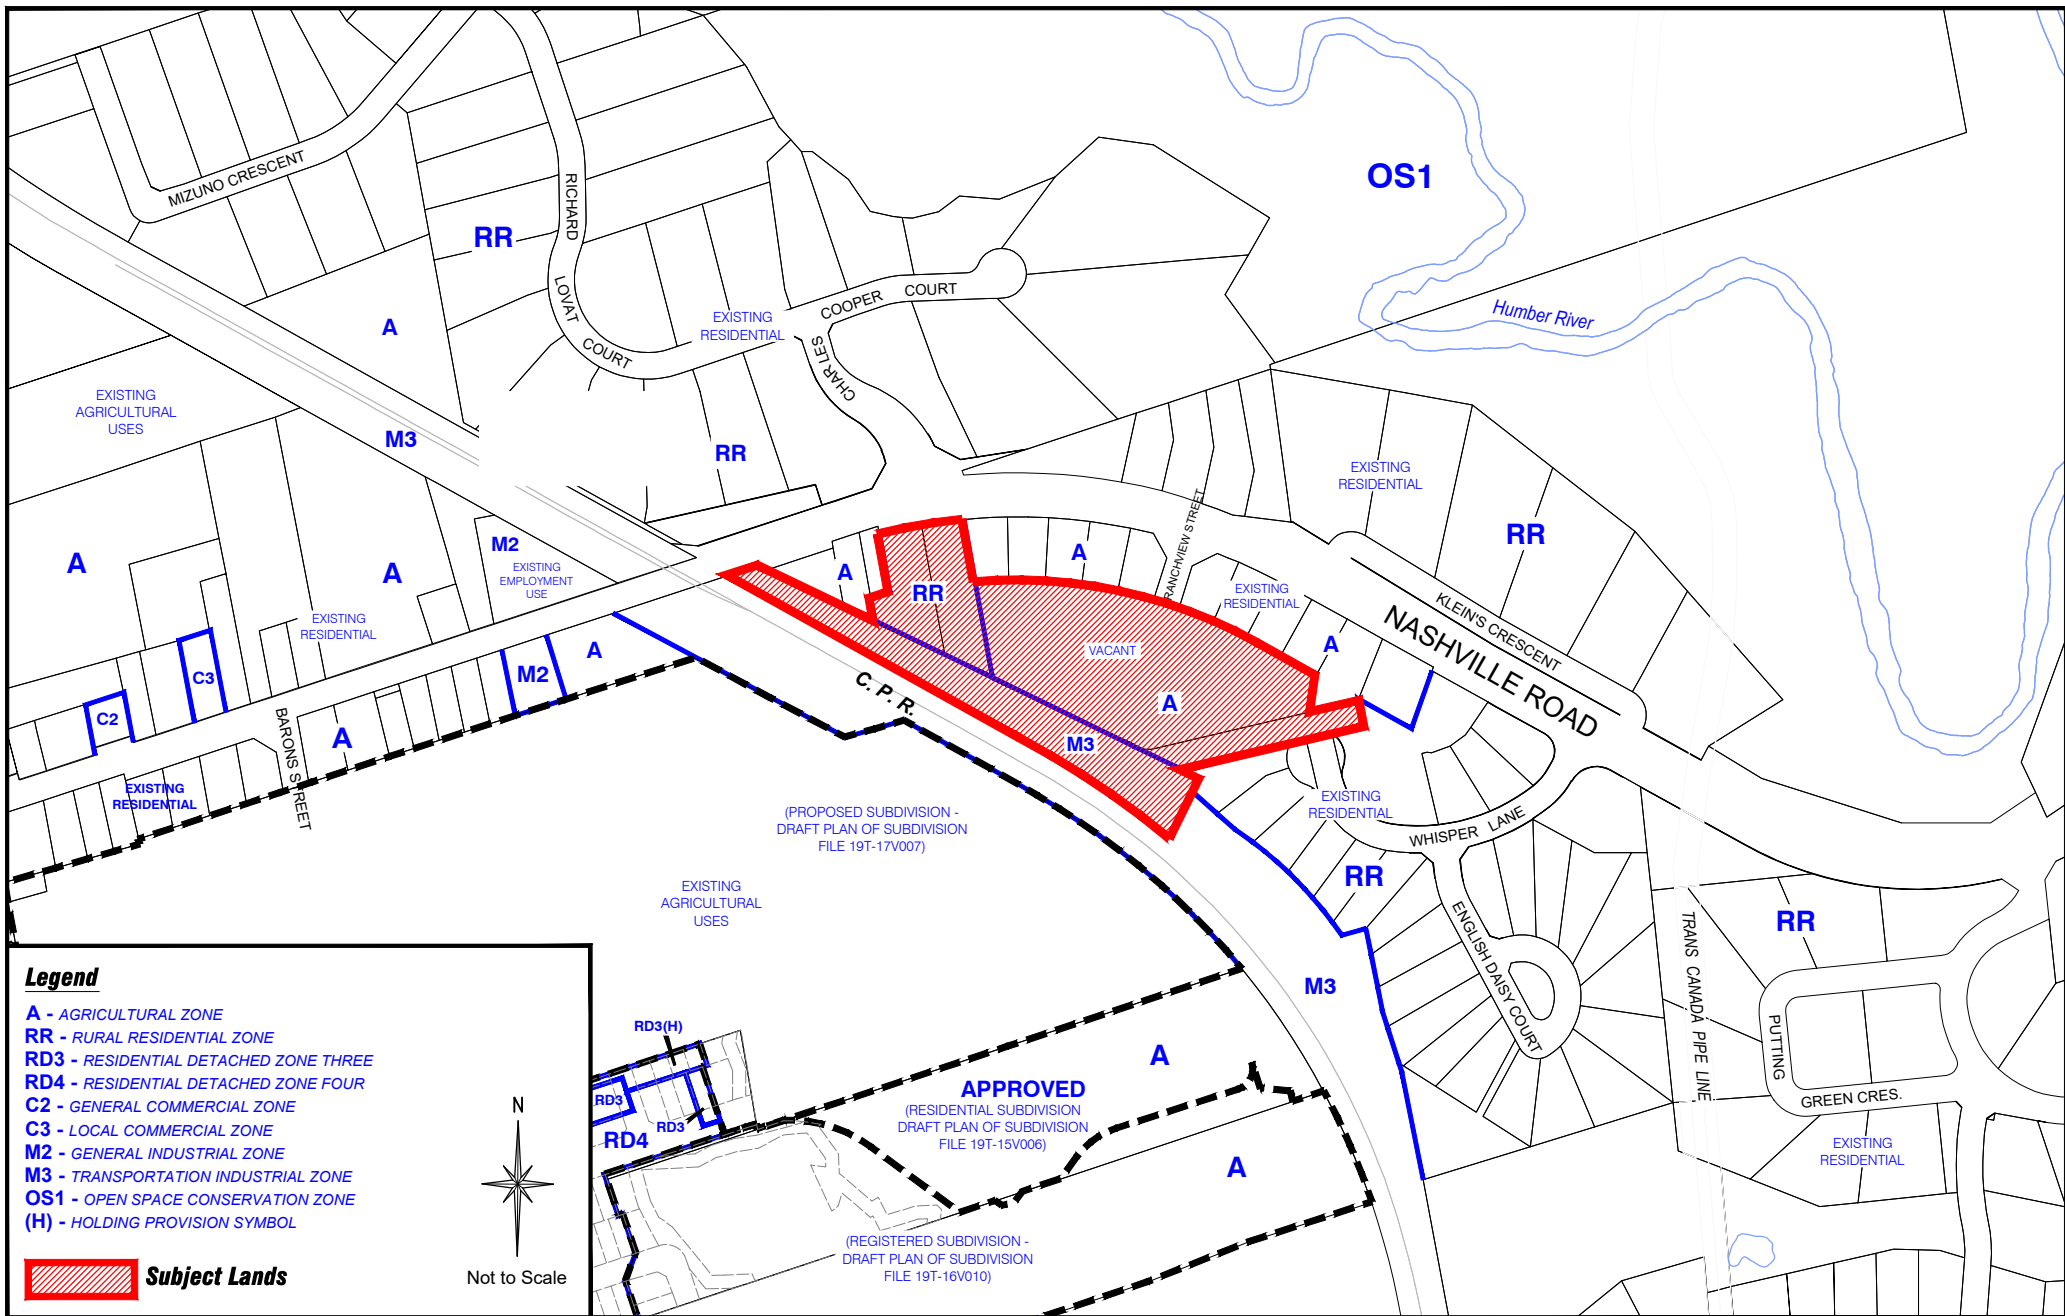 OS1
MIZUNO CRESCENT
RICHARD
LOVAT
COURT
RR
A
EXISTING
RESIDENTIAL
COOPER COURT
CHARLES
Humber River
EXISTING
AGRICULTURAL
USES
M3
RR
EXISTING
RESIDENTIAL
RR
A
A
M2
EXISTING
EMPLOYMENT
USE
EXISTING
RESIDENTIAL
A
RR
A
RANCHVIEW STREET
EXISTING
RESIDENTIAL
A
KLEIN'S CRESCENT
NASHVILLE ROAD
VACANT
A
M3
C. P. R.
C2
C3
M2
A
BARONS STREET
A
EXISTING
RESIDENTIAL
(PROPOSED SUBDIVISION -
DRAFT PLAN OF SUBDIVISION
FILE 19T-17V007)
EXISTING
AGRICULTURAL
USES
EXISTING
RESIDENTIAL
WHISPER LANE
RR
ENGLISH DAISY COURT
M3
TRANS CANADA PIPE LINE
RR
PUTTING
GREEN CRES.
EXISTING
RESIDENTIAL
RD3(H)
RD3
RD3
RD4
A
APPROVED
(RESIDENTIAL SUBDIVISION
DRAFT PLAN OF SUBDIVISION
FILE 19T-15V006)
A
(REGISTERED SUBDIVISION -
DRAFT PLAN OF SUBDIVISION
FILE 19T-16V010)
Legend
A - AGRICULTURAL ZONE
RR - RURAL RESIDENTIAL ZONE
RD3 - RESIDENTIAL DETACHED ZONE THREE
RD4 - RESIDENTIAL DETACHED ZONE FOUR
C2 - GENERAL COMMERCIAL ZONE
C3 - LOCAL COMMERCIAL ZONE
M2 - GENERAL INDUSTRIAL ZONE
M3 - TRANSPORTATION INDUSTRIAL ZONE
OS1 - OPEN SPACE CONSERVATION ZONE
(H) - HOLDING PROVISION SYMBOL
Subject Lands
N
Not to Scale